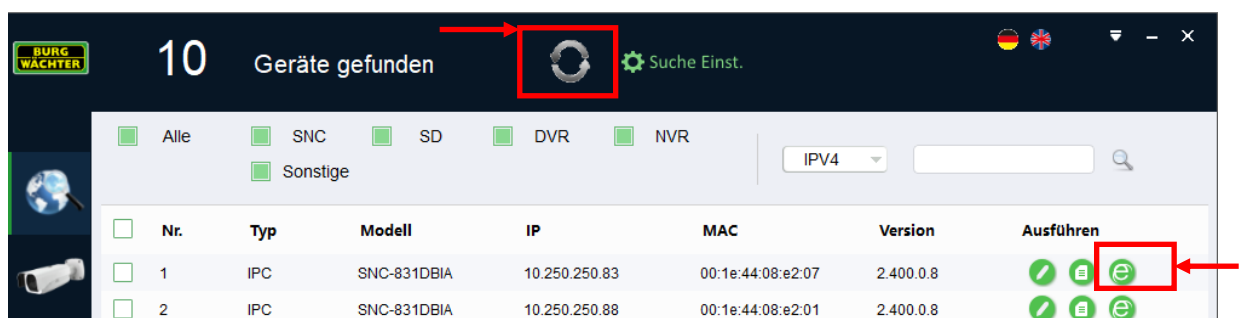 BURG
WÄCHTER
10 Geräte gefunden Suche Einst.
Alle SNC SD DVR NVR
Sonstige
IPV4
Nr. Typ Modell IP MAC Version Ausführen
1 IPC SNC-831DBIA 10.250.250.83 00:1e:44:08:e2:07 2.400.0.8
2 IPC SNC-831DBIA 10.250.250.88 00:1e:44:08:e2:01 2.400.0.8